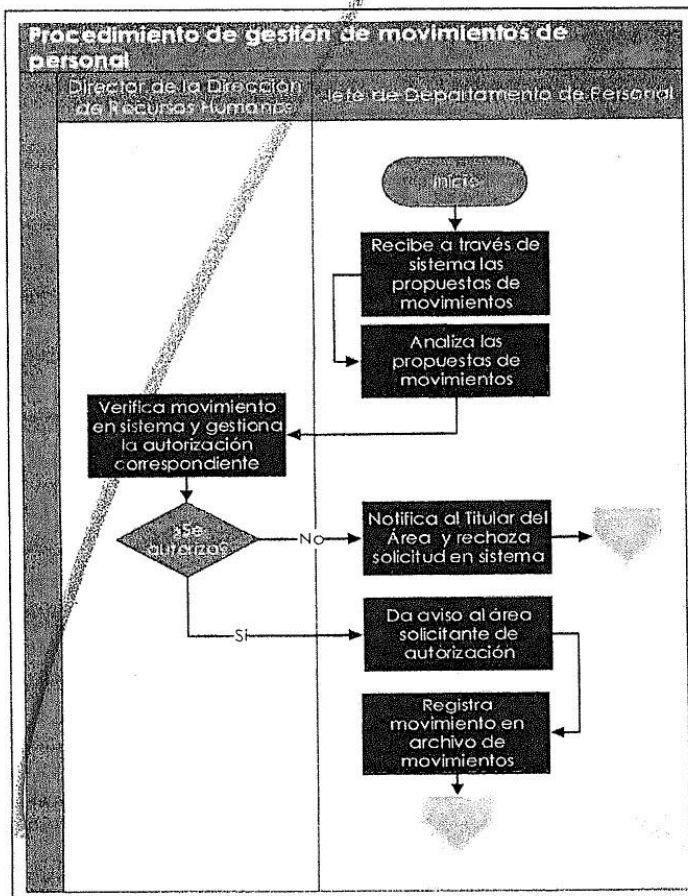 Procedimiento de gestión de movimientos de
personal
Director de la Dirección
de Recursos Humanos
Jefe de Departamento de Personal
Inicio
Recibe a través de
sistema las
propuestas de
movimientos
Analiza las
propuestas de
movimientos
Verifica movimiento
en sistema y gestiona
la autorización
correspondiente
¿Se
autoriza?
No
Notifica al Titular del
Área y rechaza
solicitud en sistema
Sí
Da aviso al área
solicitante de
autorización
Registra
movimiento en
archivo de
movimientos